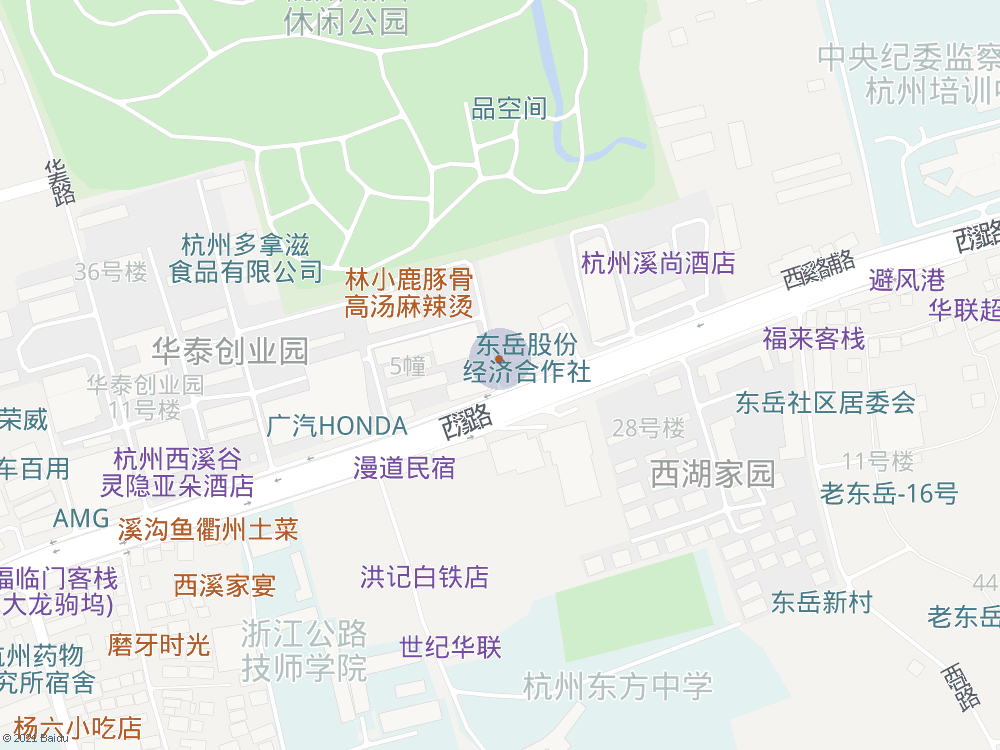 休闲公园
中央纪委监察
杭州培训中
品空间
华泰路
西溪路
杭州多拿滋
食品有限公司
36号楼
林小鹿豚骨
高汤麻辣烫
杭州溪尚酒店
西溪路辅路
避风港
华联超
福来客栈
东岳股份
经济合作社
华泰创业园
5幢
华泰创业园
11号楼
东岳社区居委会
荣威
广汽HONDA
西溪路
28号楼
车百用
杭州西溪谷
灵隐亚朵酒店
漫道民宿
西湖家园
11号楼
老东岳-16号
AMG
溪沟鱼衢州土菜
福临门客栈
大龙驹坞)
西溪家宴
洪记白铁店
44
东岳新村
老东岳
磨牙时光
浙江公路
技师学院
世纪华联
杭州药物
究所宿舍
杭州东方中学
杨六小吃店
© 2021 Baidu